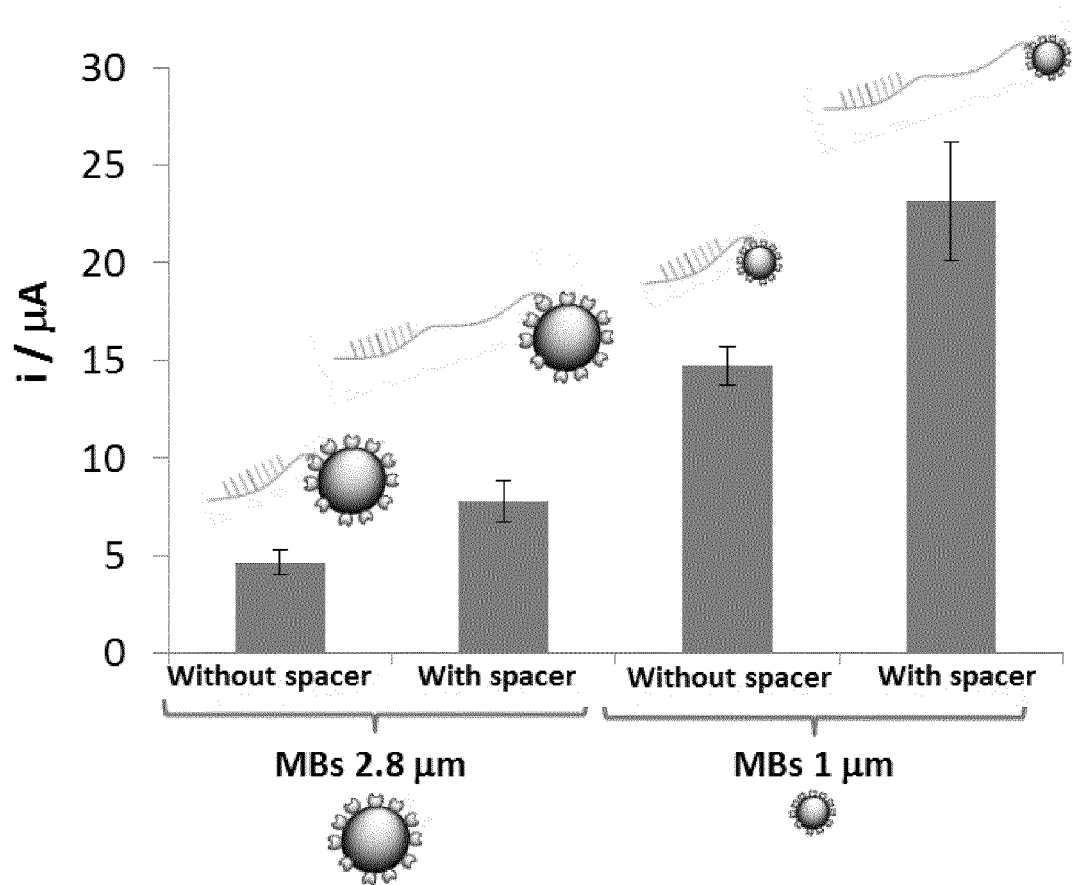 i / μA
30
25
20
15
10
5
0
Without spacer
With spacer
Without spacer
With spacer
MBs 2.8 μm
MBs 1 μm